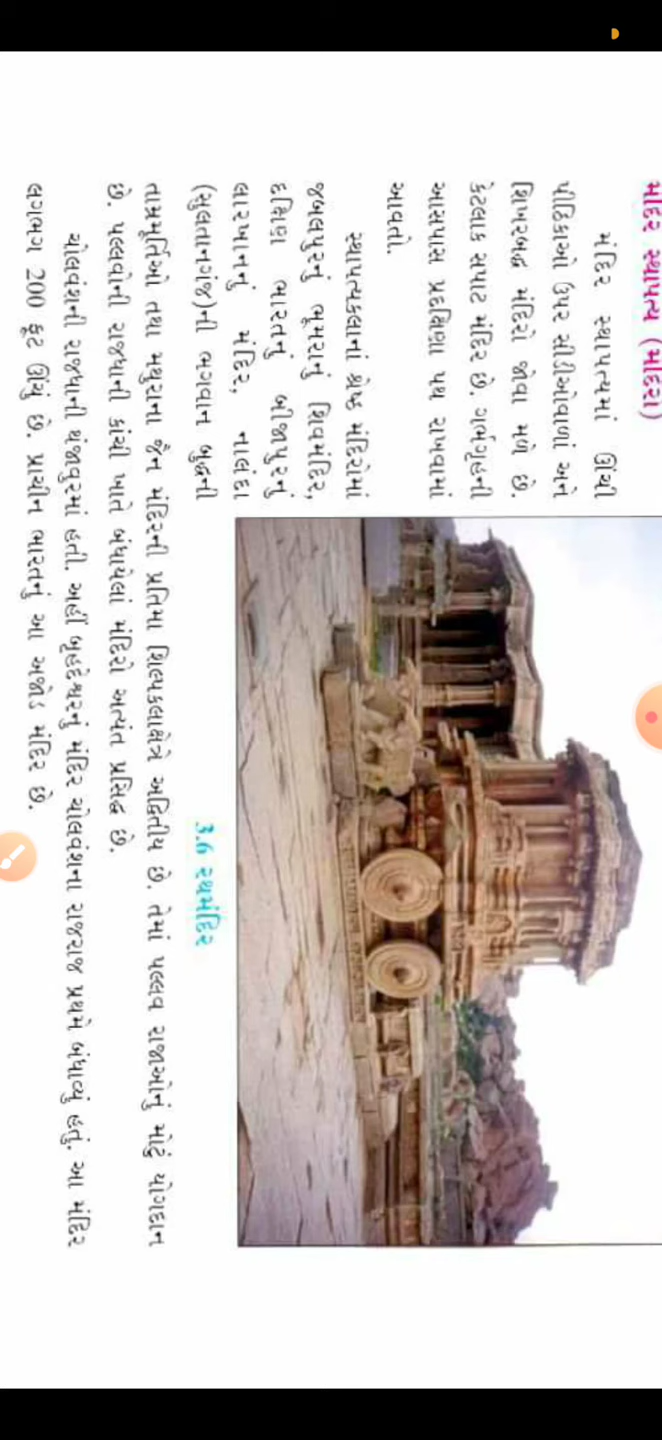 મંદિર સ્થાપત્ય (મંદિરો)
મંદિર સ્થાપત્યમાં ઊંચી
પીઠિકાઓ ઉપર સીડીઓવાળાં અને
શિખરબદ્ધ મંદિરો જોવા મળે છે.
કેટલાક સપાટ મંદિર છે. ગર્ભગૃહની
આસપાસ પ્રદક્ષિણા પથ રાખવામાં
આવતો.
સ્થાપત્યકલાનાં શ્રેષ્ઠ મંદિરોમાં
જબલપુરનું ભૂમરાનું શિવમંદિર,
દક્ષિણ ભારતનું બીજાપુરનું
લારખાનનું મંદિર, નાલંદા
(સુલતાનગંજ)ની ભગવાન બુદ્ધની
3.6 રથમંદિર
તામ્રમૂર્તિઓ તથા મથુરાના જૈન મંદિરની પ્રતિમા શિલ્પકલાક્ષેત્રે અદ્વિતીય છે. તેમાં પલ્લવ રાજાઓનું મોટું યોગદાન
છે. પલ્લવોની રાજધાની કાંચી ખાતે બંધાયેલાં મંદિરો અત્યંત પ્રસિદ્ધ છે.
ચોલવંશની રાજધાની થંજાવુરમાં હતી. અહીં બૃહદેશ્વરનું મંદિર ચોલવંશના રાજરાજ પ્રથમે બંધાવ્યું હતું. આ મંદિર
લગભગ 200 ફૂટ ઊંચું છે. પ્રાચીન ભારતનું આ અજોડ મંદિર છે.